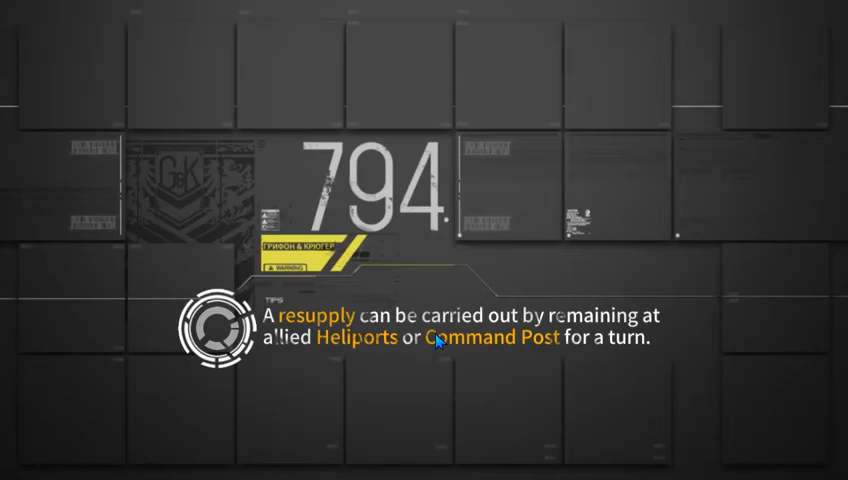 G&K
794.
ГРИФОН & КРЮГЕР
WARNING
TIPS
A resupply can be carried out by remaining at
allied Heliports or Command Post for a turn.